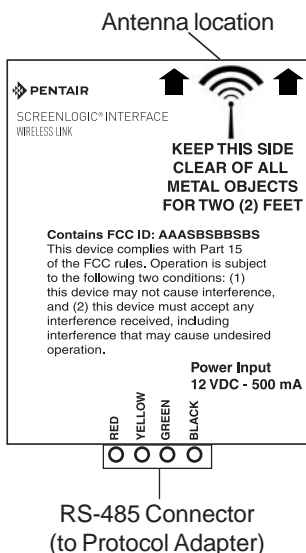 Antenna location
PENTAIR
SCREENLOGIC® INTERFACE
WIRELESS LINK
KEEP THIS SIDE
CLEAR OF ALL
METAL OBJECTS
FOR TWO (2) FEET
Contains FCC ID: AAASBSBBSBS
This device complies with Part 15
of the FCC rules. Operation is subject
to the following two conditions: (1)
this device may not cause interference,
and (2) this device must accept any
interference received, including
interference that may cause undesired
operation.
Power Input
12 VDC - 500 mA
RED
YELLOW
GREEN
BLACK
RS-485 Connector
(to Protocol Adapter)